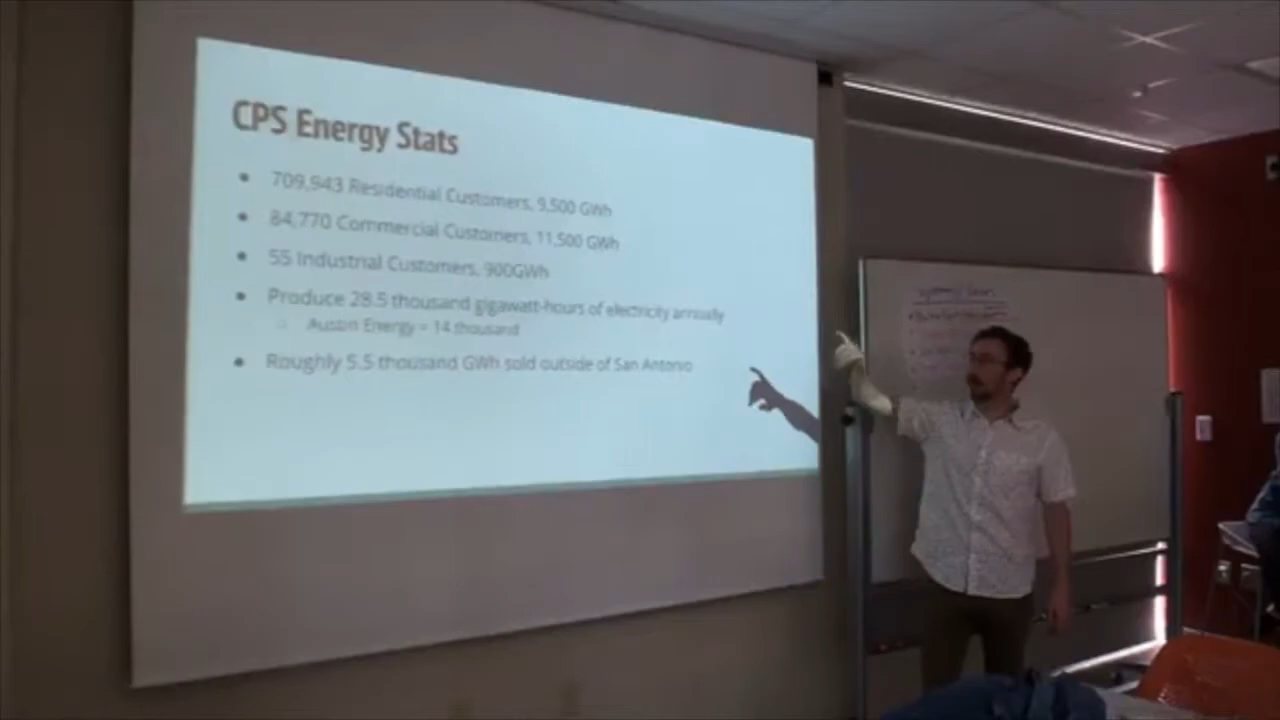 CPS Energy Stats
• 709,943 Residential Customers, 9,500 GWh
• 84,770 Commercial Customers, 11,500 GWh
• 55 Industrial Customers, 900GWh
• Produce 28.5 thousand gigawatt-hours of electricity annually
○ Austin Energy = 14 thousand
• Roughly 5.5 thousand GWh sold outside of San Antonio